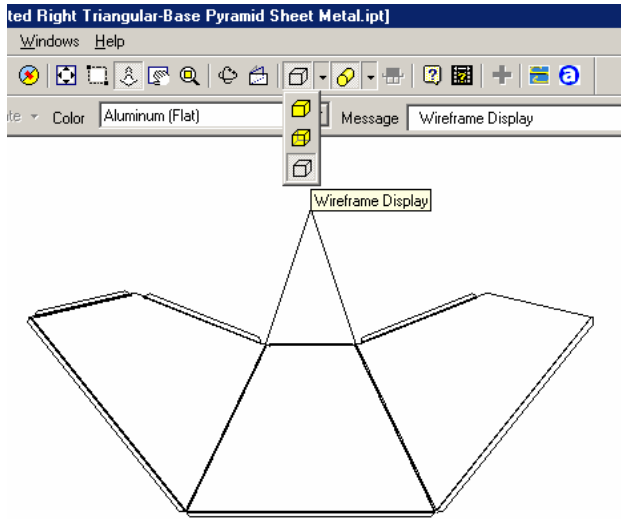 ted Right Triangular-Base Pyramid Sheet Metal.ipt]
Windows Help
Color Aluminum (Flat) Message Wireframe Display
Wireframe Display